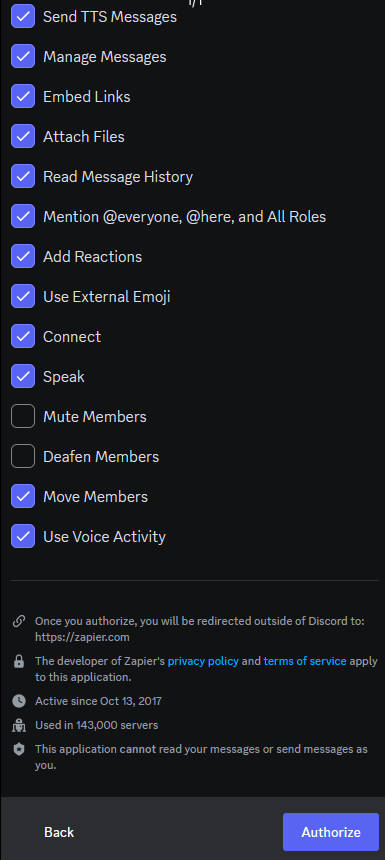 Send TTS Messages
Manage Messages
Embed Links
Attach Files
Read Message History
Mention @everyone, @here, and All Roles
Add Reactions
Use External Emoji
Connect
Speak
Mute Members
Deafen Members
Move Members
Use Voice Activity
Once you authorize, you will be redirected outside of Discord to:
https://zapier.com
The developer of Zapier's privacy policy and terms of service apply
to this application.
Active since Oct 13, 2017
Used in 143,000 servers
This application cannot read your messages or send messages as
you.
Back
Authorize